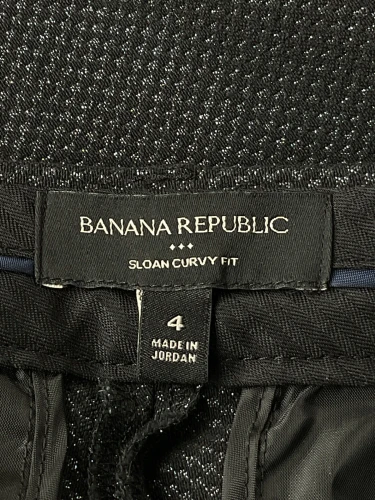 BANANA REPUBLIC
SLOAN CURVY FIT
4
MADE IN
JORDAN